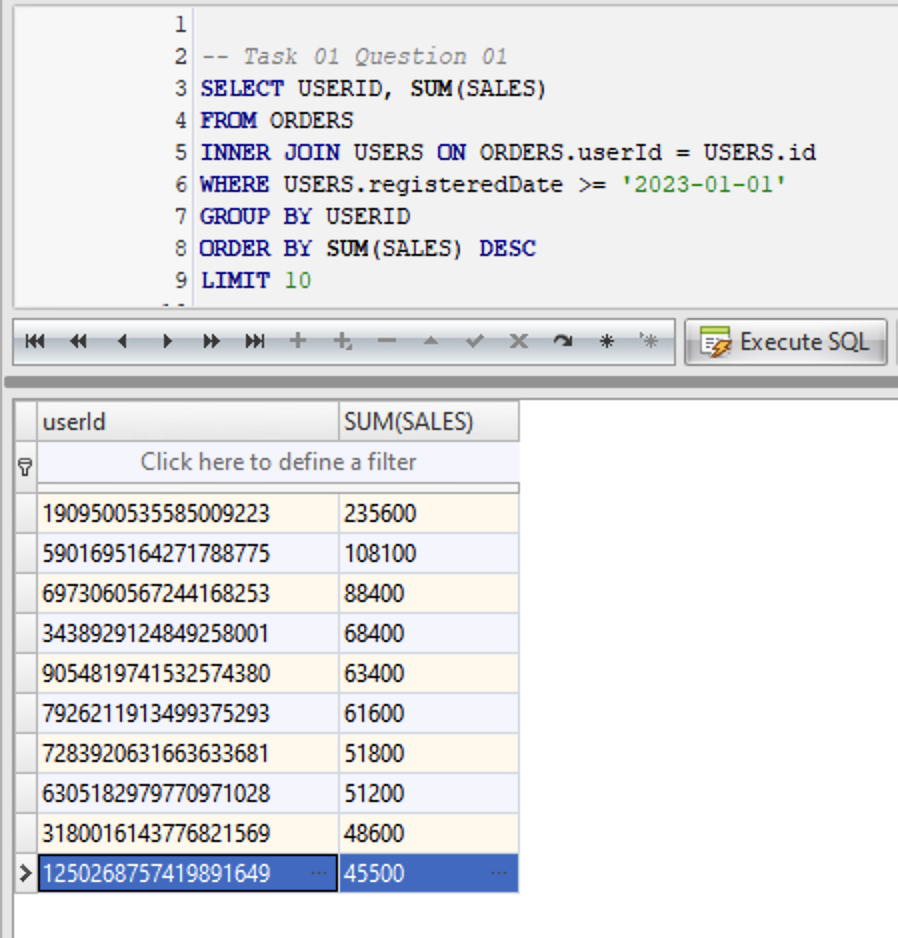 1
2 -- Task 01 Question 01
3 SELECT USERID, SUM(SALES)
4 FROM ORDERS
5 INNER JOIN USERS ON ORDERS.userId = USERS.id
6 WHERE USERS.registeredDate >= '2023-01-01'
7 GROUP BY USERID
8 ORDER BY SUM(SALES) DESC
9 LIMIT 10
Execute SQL
userId SUM(SALES)
Click here to define a filter
1909500535585009223 235600
5901695164271788775 108100
6973060567244168253 88400
3438929124849258001 68400
9054819741532574380 63400
7926211913499375293 61600
7283920631663633681 51800
6305182979770971028 51200
3180016143776821569 48600
1250268757419891649 ... 45500 ...